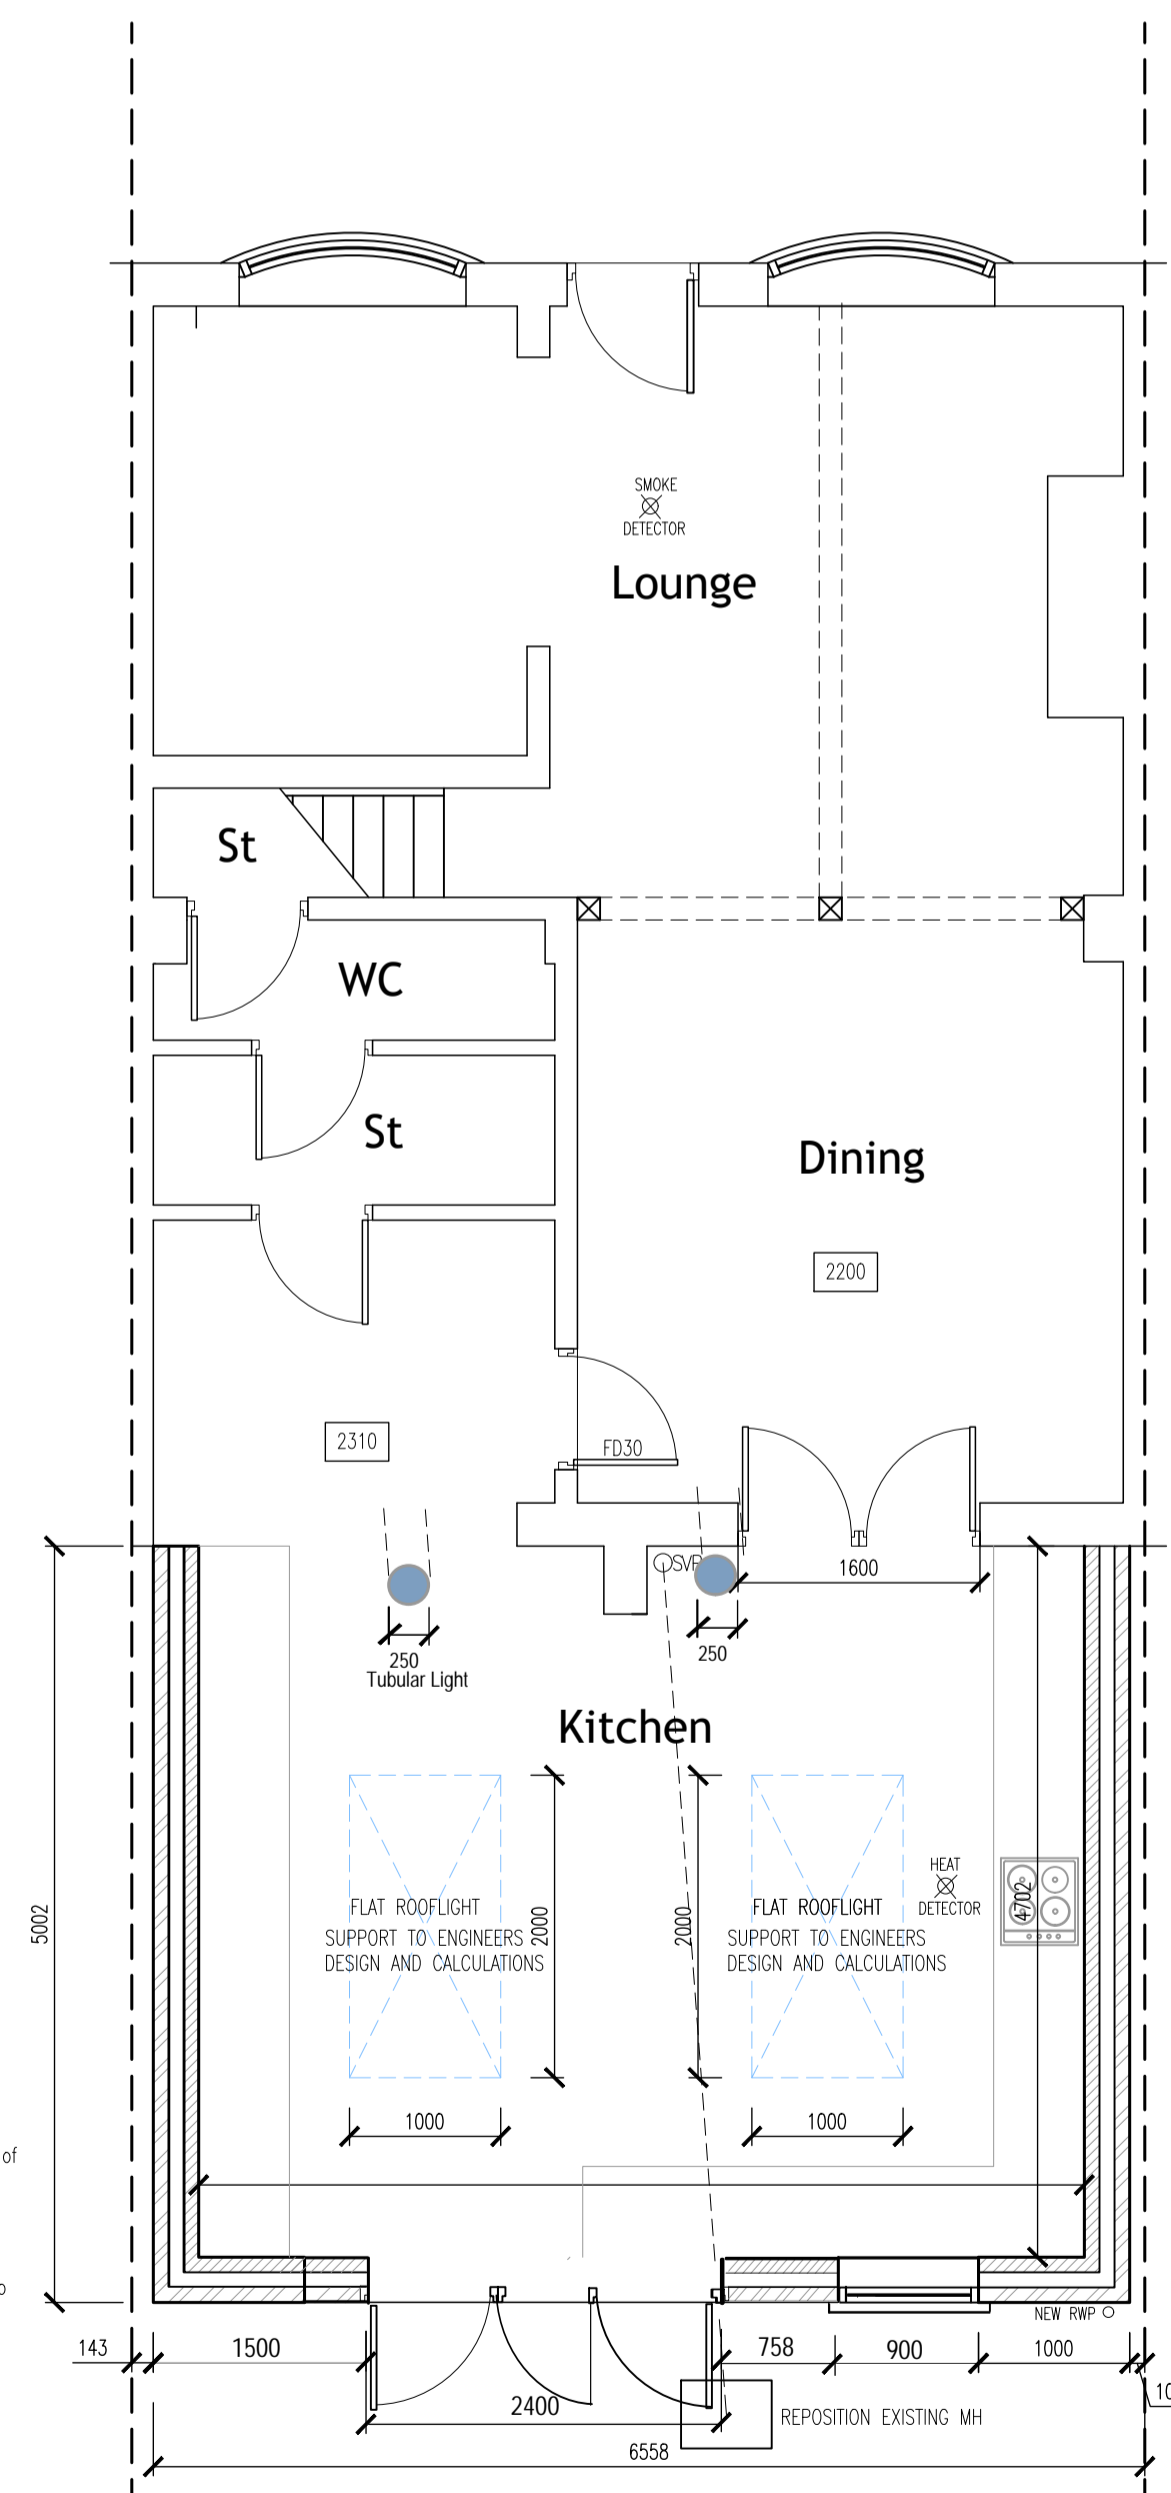 SMOKE
DETECTOR
Lounge
St
WC
St
Dining
2200
2310
FD30
SVP
1600
250
Tubular Light
250
Kitchen
HEAT
DETECTOR
FLAT ROOFLIGHT
SUPPORT TO ENGINEERS
DESIGN AND CALCULATIONS
2000
2000
FLAT ROOFLIGHT
SUPPORT TO ENGINEERS
DESIGN AND CALCULATIONS
4702
5002
1000
1000
of
NEW RWP
143
1500
758
900
1000
10
2400
REPOSITION EXISTING MH
6558